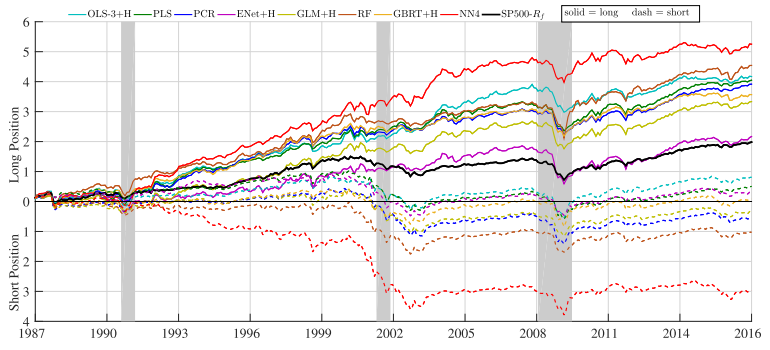 OLS-3+H PLS PCR ENet+H GLM+H RF GBRT+H NN4 SP500-Rf solid = long dash = short
6
5
4
3
2
1
0
1
2
3
4
Long Position
Short Position
1987 1990 1993 1996 1999 2002 2005 2008 2011 2014 2016